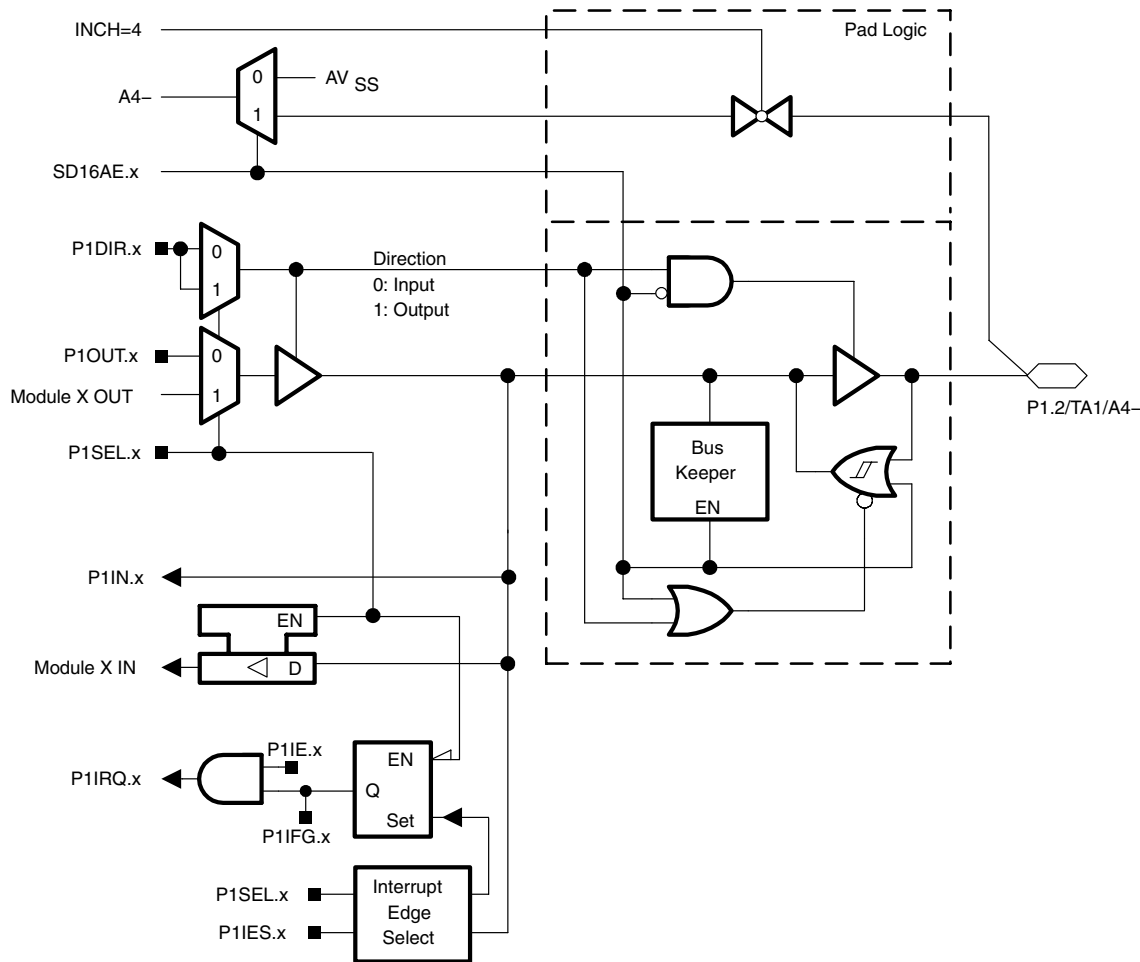 INCH=4
Pad Logic
0
AV SS
A4–
1
SD16AE.x
P1DIR.x
0
1
Direction
0: Input
1: Output
P1OUT.x
0
Module X OUT
1
P1.2/TA1/A4–
P1SEL.x
Bus
Keeper
EN
P1IN.x
EN
Module X IN
D
P1IE.x
EN
P1IRQ.x
Q
Set
P1IFG.x
P1SEL.x
P1IES.x
Interrupt
Edge
Select